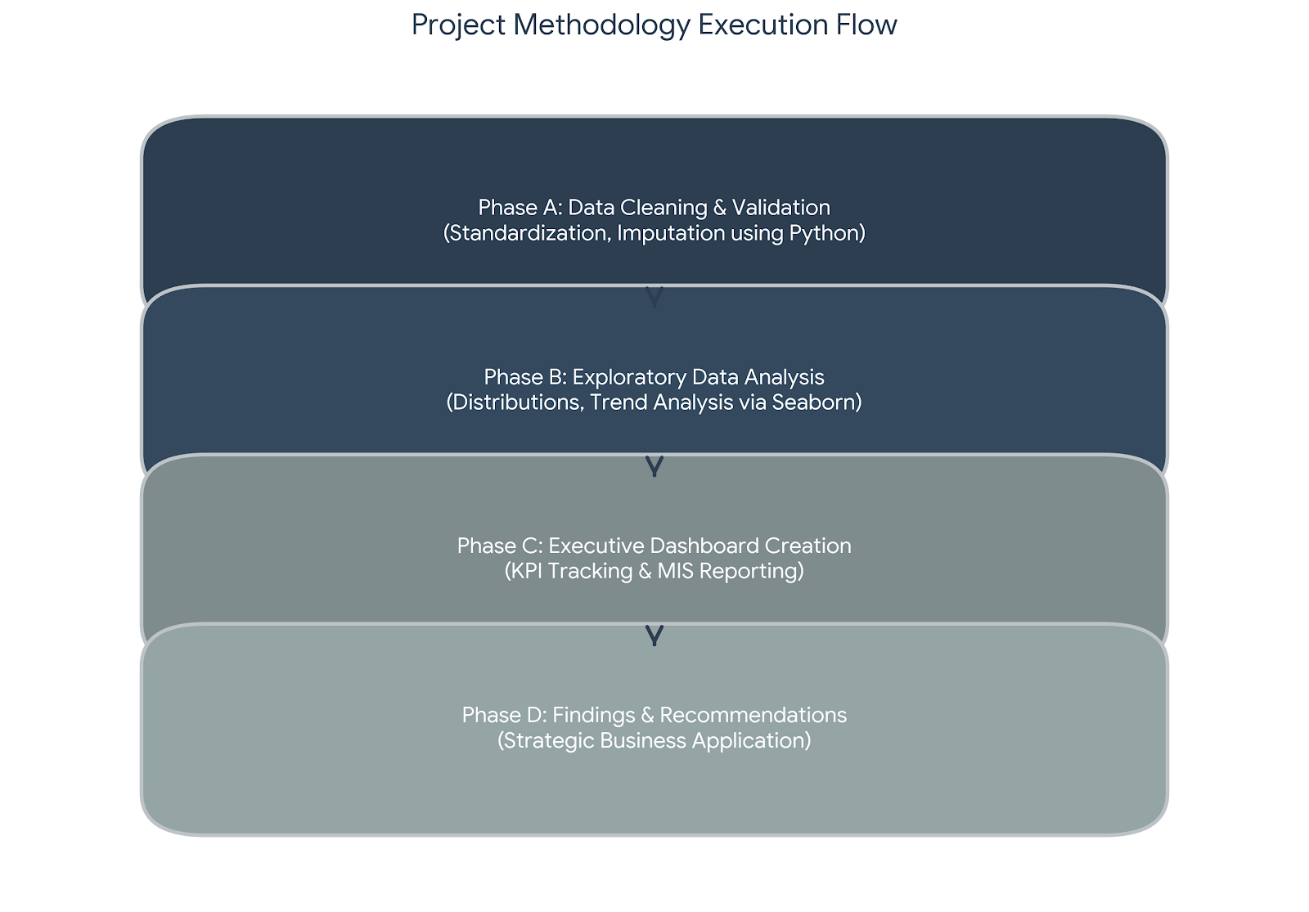 Project Methodology Execution Flow
Phase A: Data Cleaning & Validation
(Standardization, Imputation using Python)
Phase B: Exploratory Data Analysis
(Distributions, Trend Analysis via Seaborn)
Phase C: Executive Dashboard Creation
(KPI Tracking & MIS Reporting)
Phase D: Findings & Recommendations
(Strategic Business Application)